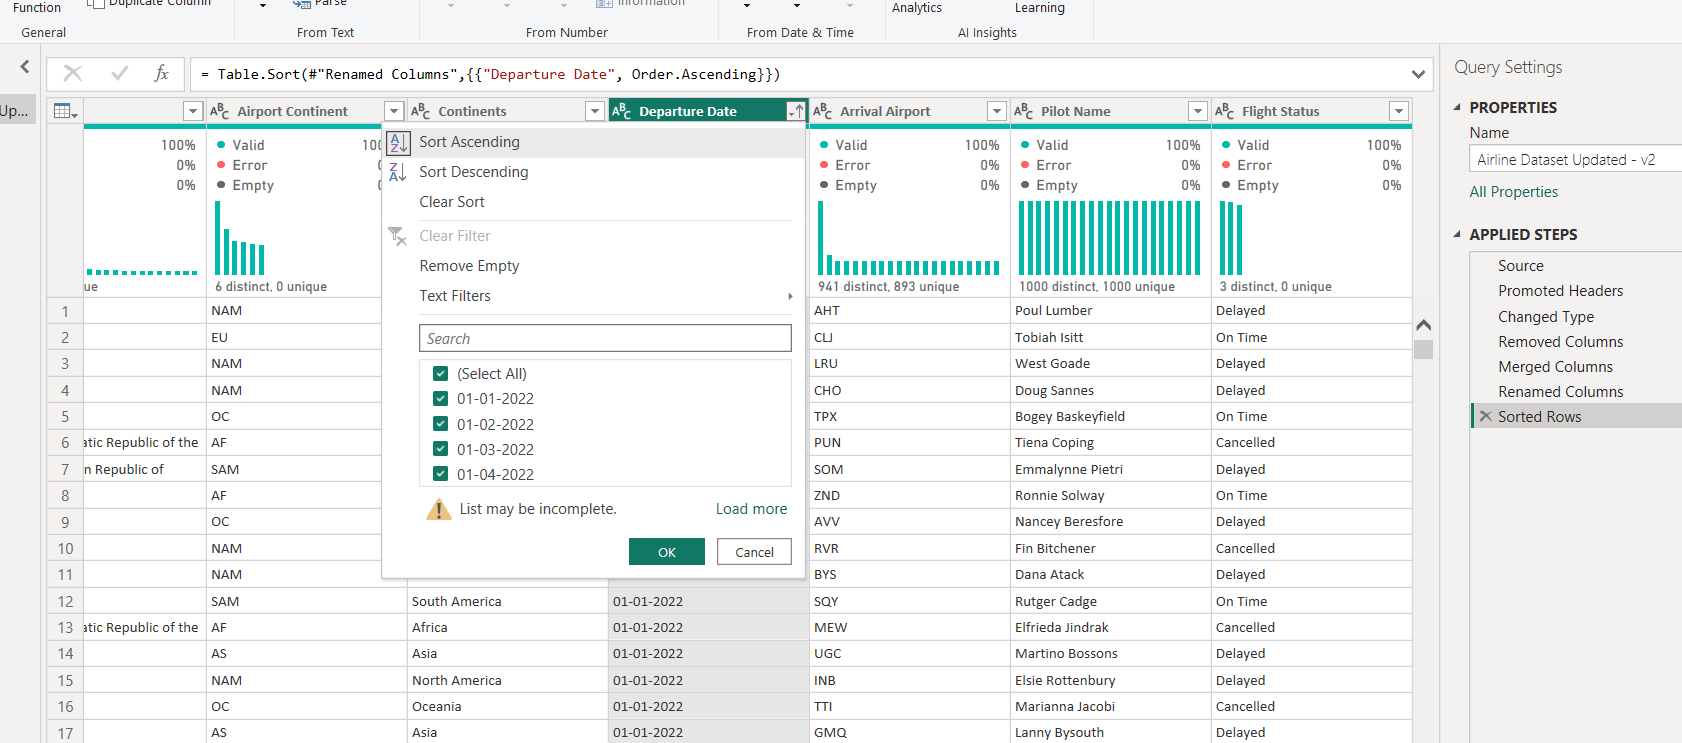 Function
Duplicate Column
Parse
Information
Analytics
Learning
General
From Text
From Number
From Date & Time
AI Insights
fx
= Table.Sort(#"Renamed Columns",{{"Departure Date", Order.Ascending}})
Up...
Airport Continent
Continents
Departure Date
Arrival Airport
Pilot Name
Flight Status
100%
0%
0%
ue
Valid 100
Error
Empty
6 distinct, 0 unique
Valid 100%
Error 0%
Empty 0%
941 distinct, 893 unique
Valid 100%
Error 0%
Empty 0%
1000 distinct, 1000 unique
Valid 100%
Error 0%
Empty 0%
3 distinct, 0 unique
Sort Ascending
Sort Descending
Clear Sort
Clear Filter
Remove Empty
Text Filters
Search
(Select All)
01-01-2022
01-02-2022
01-03-2022
01-04-2022
List may be incomplete.
Load more
OK
Cancel
1 NAM AHT Poul Lumber Delayed
2 EU CLJ Tobiah Isitt On Time
3 NAM LRU West Goade Delayed
4 NAM CHO Doug Sannes Delayed
5 OC TPX Bogey Baskeyfield On Time
6 atic Republic of the AF PUN Tiena Coping Cancelled
7 n Republic of SAM SOM Emmalynne Pietri Delayed
8 AF ZND Ronnie Solway On Time
9 OC AVV Nancey Beresfore Delayed
10 NAM RVR Fin Bitchener Cancelled
11 NAM BYS Dana Atack Delayed
12 SAM South America 01-01-2022 SQY Rutger Cadge On Time
13 atic Republic of the AF Africa 01-01-2022 MEW Elfrieda Jindrak Cancelled
14 AS Asia 01-01-2022 UGC Martino Bossons Delayed
15 NAM North America 01-01-2022 INB Elsie Rottenbury Delayed
16 OC Oceania 01-01-2022 TTI Marianna Jacobi Cancelled
17 AS Asia 01-01-2022 GMQ Lanny Bysouth Delayed
Query Settings
PROPERTIES
Name
Airline Dataset Updated - v2
All Properties
APPLIED STEPS
Source
Promoted Headers
Changed Type
Removed Columns
Merged Columns
Renamed Columns
Sorted Rows